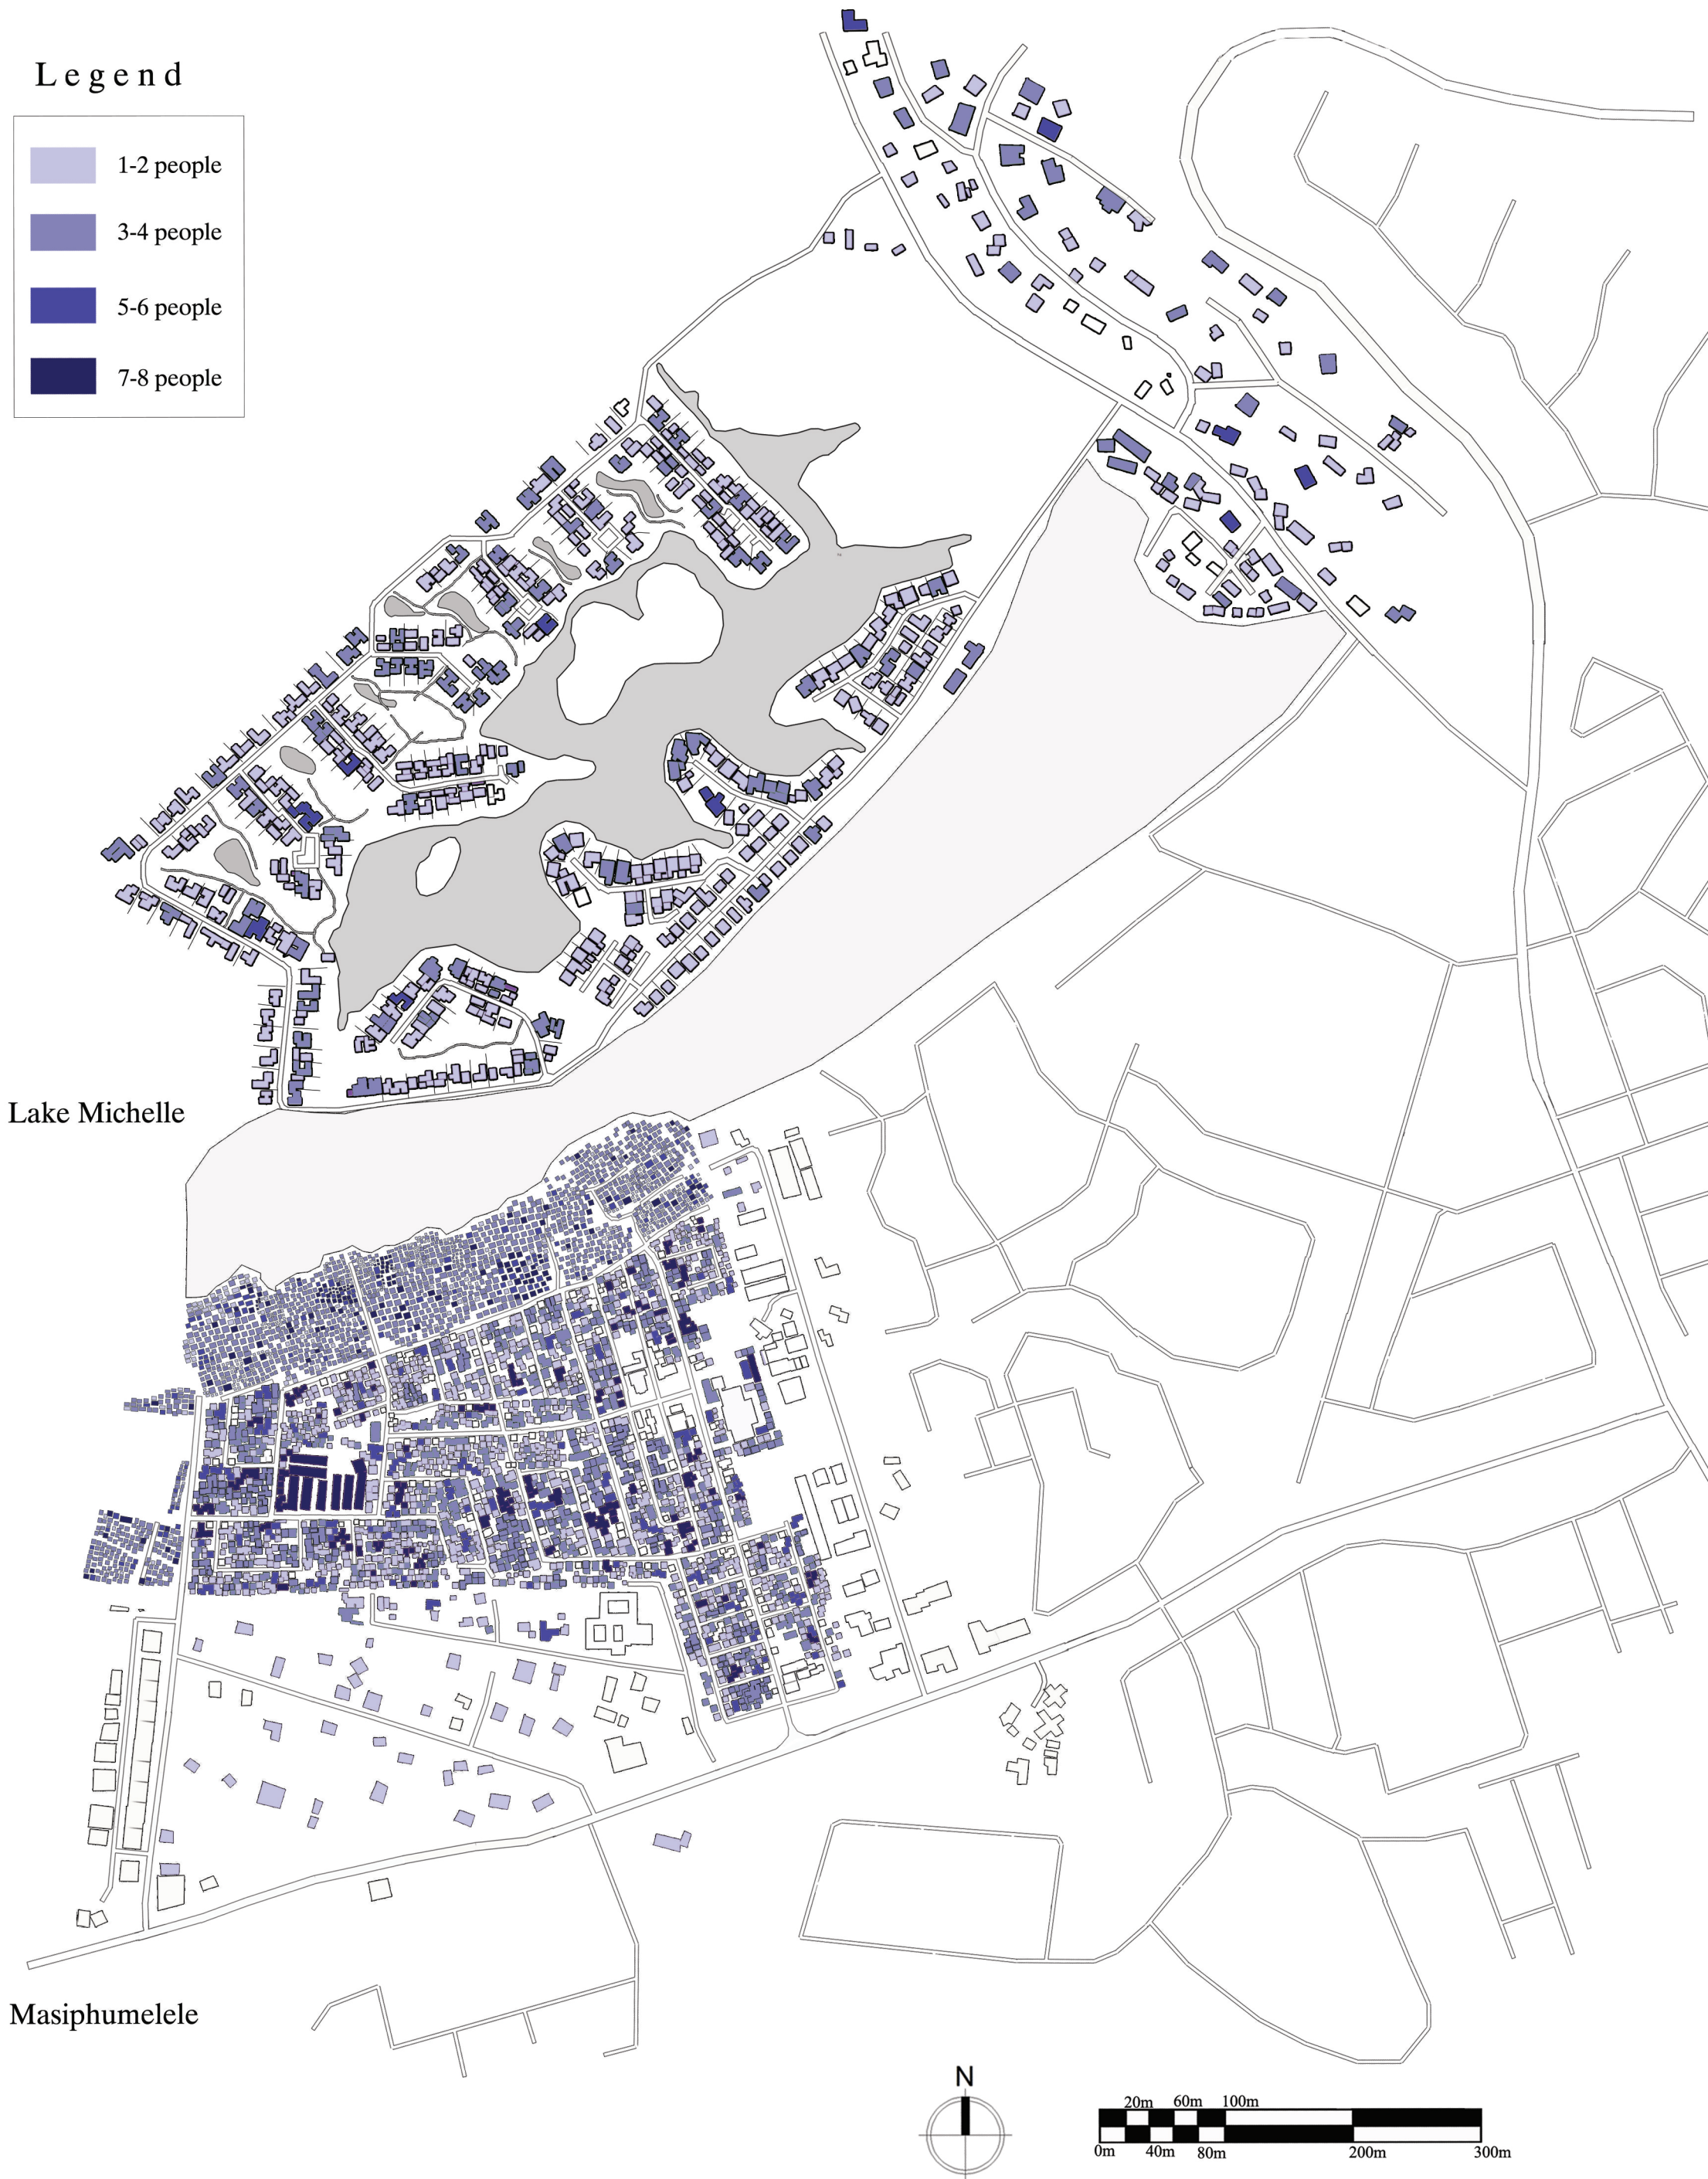 Legend
1-2 people
3-4 people
5-6 people
7-8 people
Lake Michelle
Masiphumelele
N
20m 60m 100m
0m 40m 80m 200m 300m